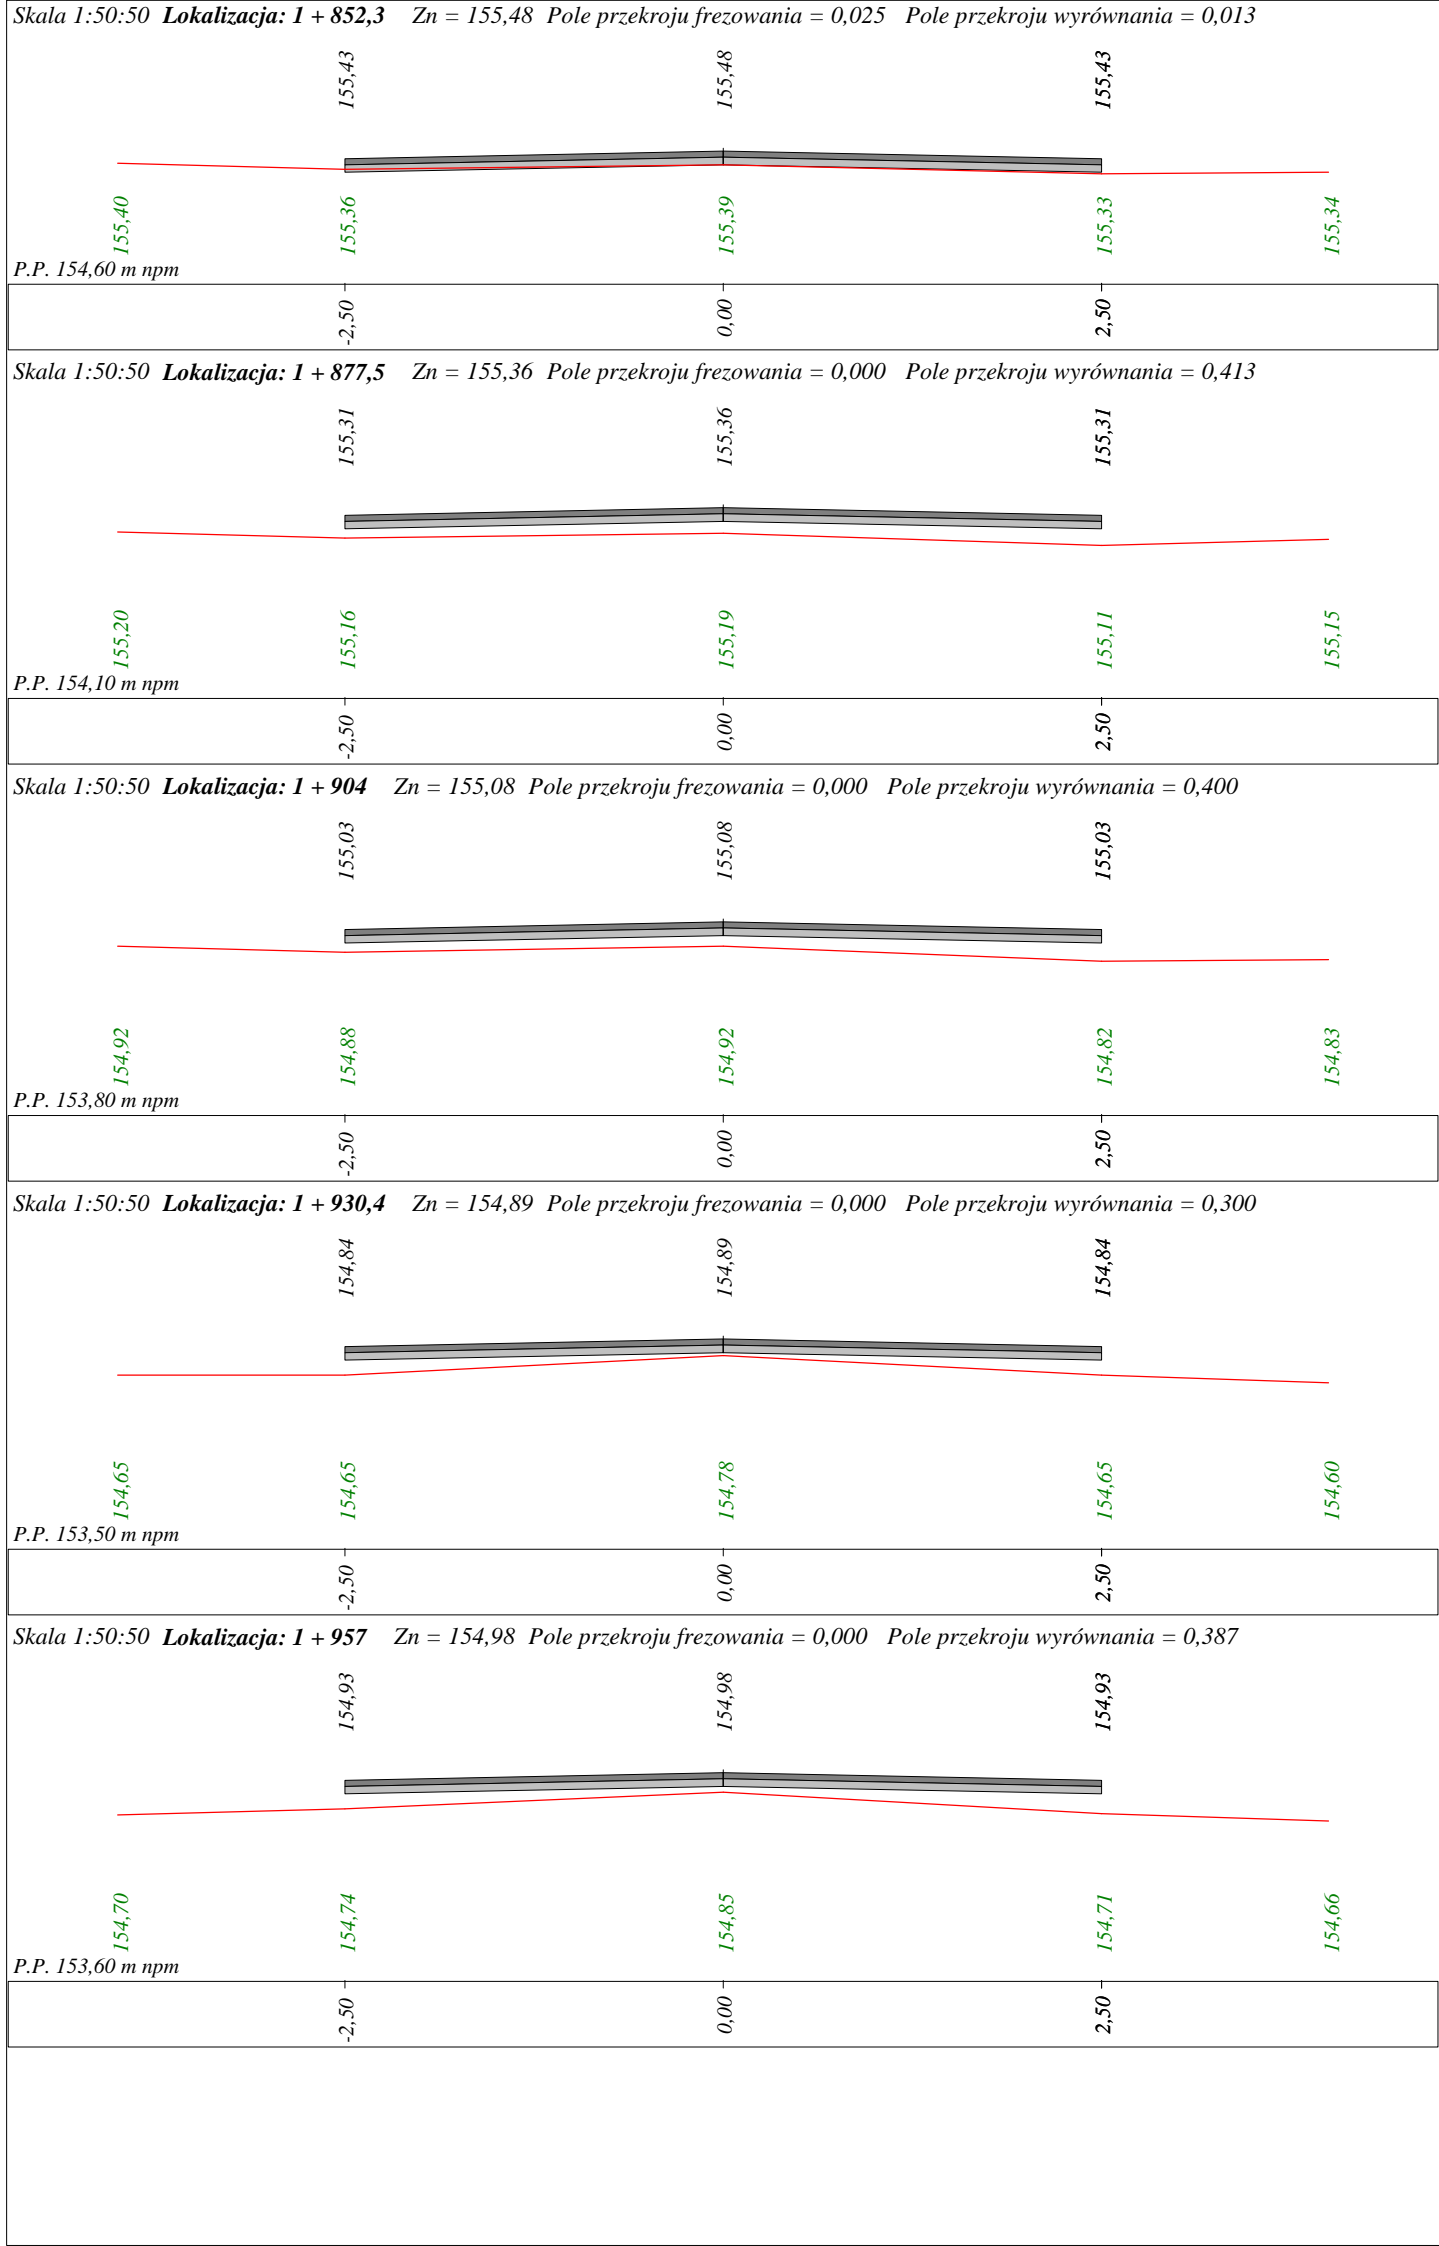 Skala 1:50:50 Lokalizacja: 1 + 852,3 Zn = 155,48 Pole przekroju frezowania = 0,025 Pole przekroju wyrównania = 0,013
155,43 155,48 155,43
155,40 155,36 155,39 155,33 155,34
P.P. 154,60 m npm
-2,50 0,00 2,50
Skala 1:50:50 Lokalizacja: 1 + 877,5 Zn = 155,36 Pole przekroju frezowania = 0,000 Pole przekroju wyrównania = 0,413
155,31 155,36 155,31
155,20 155,16 155,19 155,11 155,15
P.P. 154,10 m npm
-2,50 0,00 2,50
Skala 1:50:50 Lokalizacja: 1 + 904 Zn = 155,08 Pole przekroju frezowania = 0,000 Pole przekroju wyrównania = 0,400
155,03 155,08 155,03
154,92 154,88 154,92 154,82 154,83
P.P. 153,80 m npm
-2,50 0,00 2,50
Skala 1:50:50 Lokalizacja: 1 + 930,4 Zn = 154,89 Pole przekroju frezowania = 0,000 Pole przekroju wyrównania = 0,300
154,84 154,89 154,84
154,65 154,65 154,78 154,65 154,60
P.P. 153,50 m npm
-2,50 0,00 2,50
Skala 1:50:50 Lokalizacja: 1 + 957 Zn = 154,98 Pole przekroju frezowania = 0,000 Pole przekroju wyrównania = 0,387
154,93 154,98 154,93
154,70 154,74 154,85 154,71 154,66
P.P. 153,60 m npm
-2,50 0,00 2,50